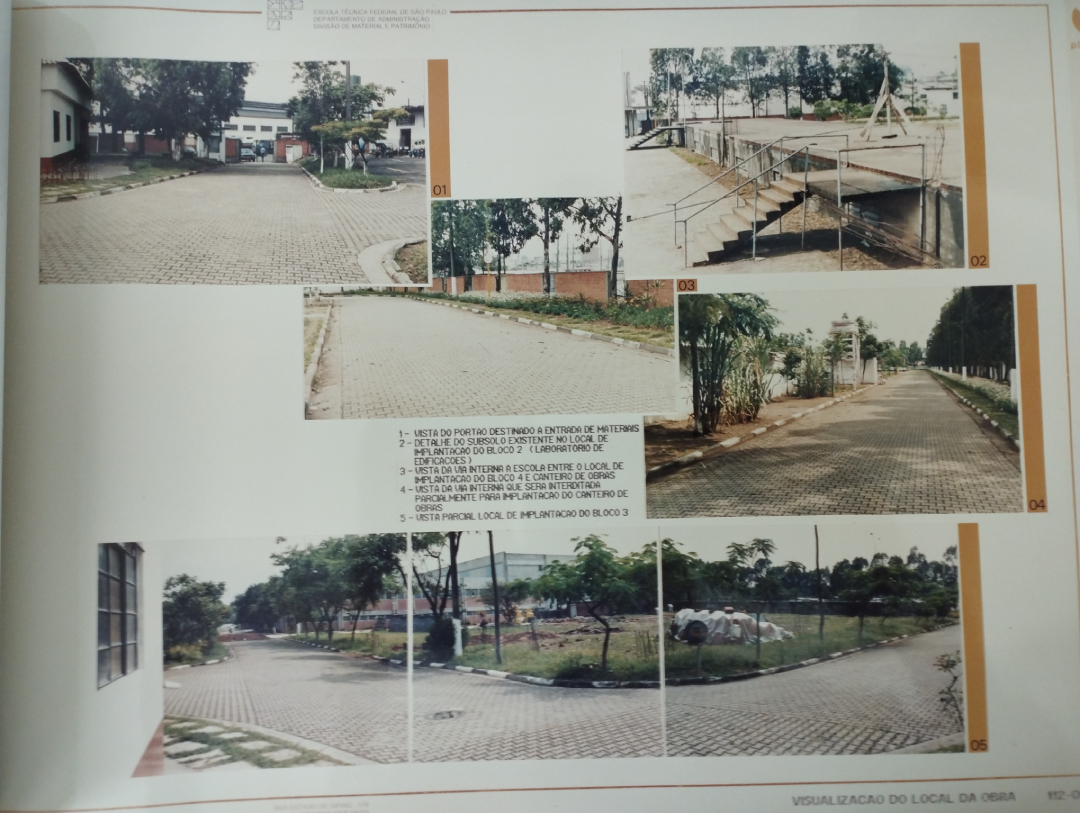 ESCOLA TÉCNICA FEDERAL DE SÃO PAULO
DEPARTAMENTO DE ADMINISTRAÇÃO
DIVISÃO DE MATERIAL E PATRIMÔNIO
01
02
03
04
1 - VISTA DO PORTAO DESTINADO A ENTRADA DE MATERIAIS
2 - DETALHE DO SUBSOLO EXISTENTE NO LOCAL DE
IMPLANTACAO DO BLOCO 2 ( LABORATORIO DE
EDIFICACOES )
3 - VISTA DA VIA INTERNA A ESCOLA ENTRE O LOCAL DE
IMPLANTACAO DO BLOCO 4 E CANTEIRO DE OBRAS
4 - VISTA DA VIA INTERNA QUE SERA INTERDITADA
PARCIALMENTE PARA IMPLANTACAO DO CANTEIRO DE
OBRAS
5 - VISTA PARCIAL LOCAL DE IMPLANTACAO DO BLOCO 3
05
VISUALIZACAO DO LOCAL DA OBRA 112-0